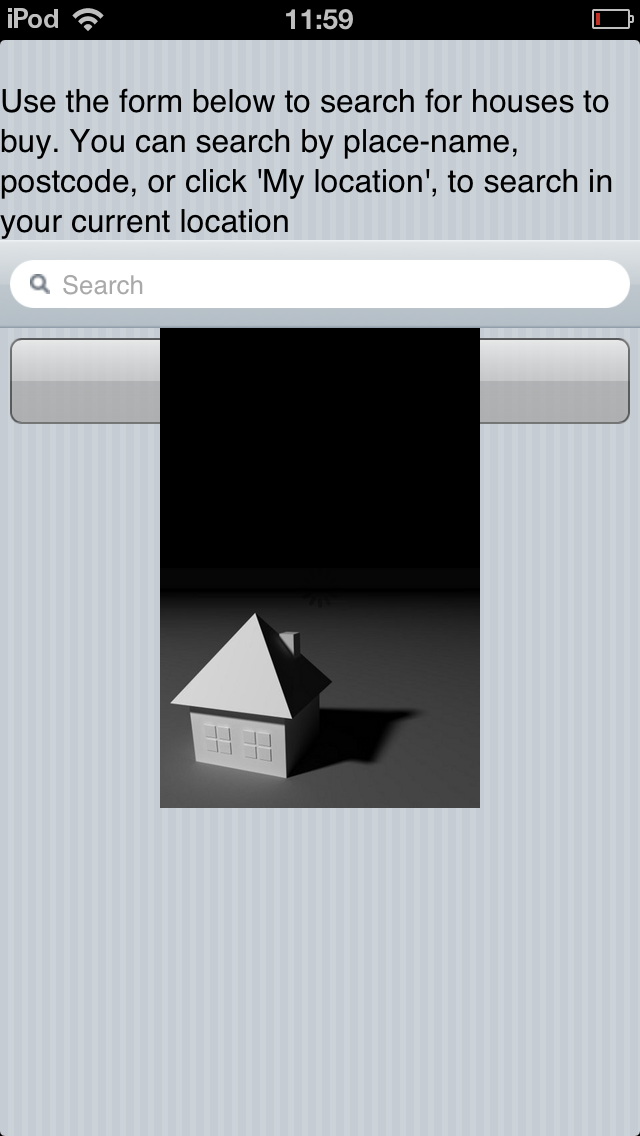 iPod
11:59
Use the form below to search for houses to
buy. You can search by place-name,
postcode, or click 'My location', to search in
your current location
Search